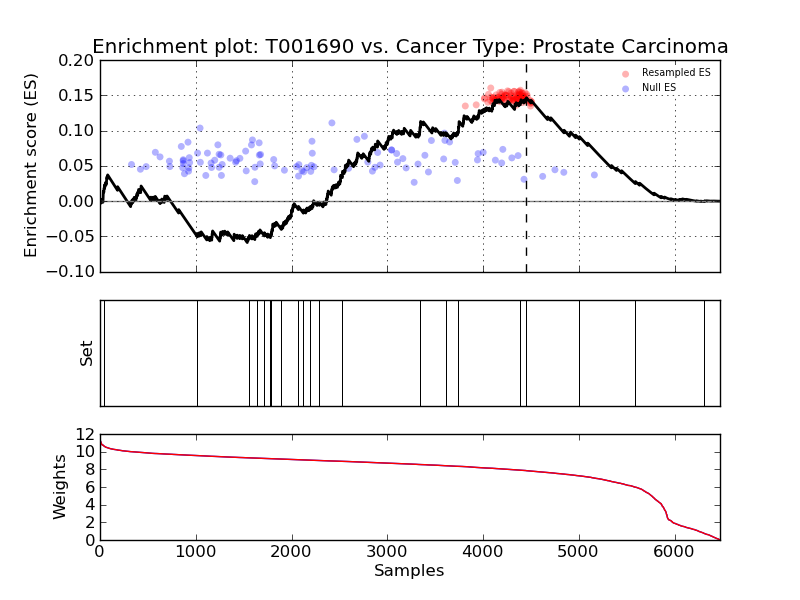 Enrichment plot: T001690 vs. Cancer Type: Prostate Carcinoma
Enrichment score (ES)
0.20
0.15
0.10
0.05
0.00
−0.05
−0.10
Resampled ES
Null ES
Set
Weights
12
10
8
6
4
2
0
0 1000 2000 3000 4000 5000 6000
Samples